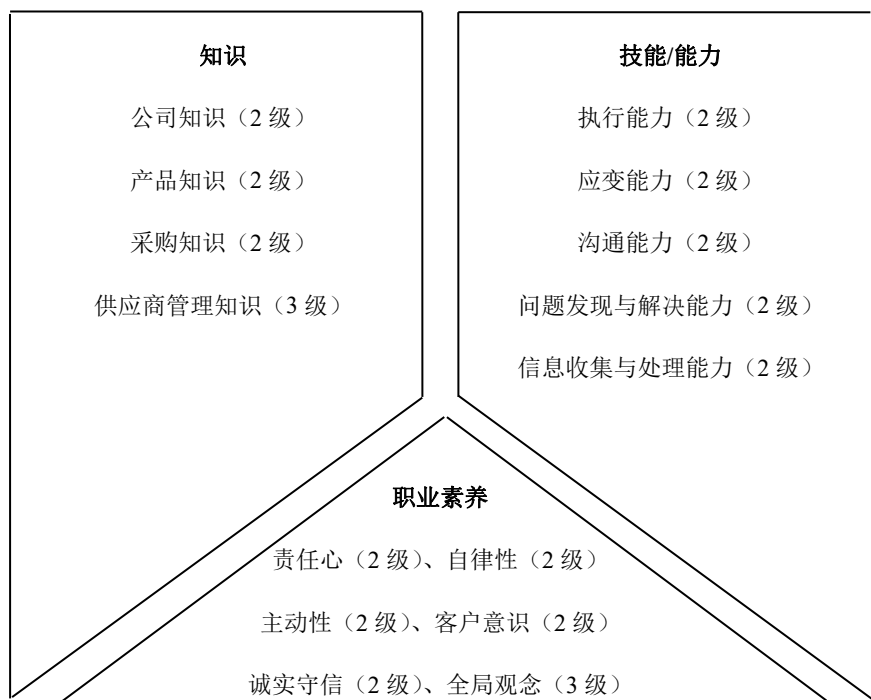 知识
公司知识（2 级）
产品知识（2 级）
采购知识（2 级）
供应商管理知识（3 级）
技能/能力
执行能力（2 级）
应变能力（2 级）
沟通能力（2 级）
问题发现与解决能力（2 级）
信息收集与处理能力（2 级）
职业素养
责任心（2 级）、自律性（2 级）
主动性（2 级）、客户意识（2 级）
诚实守信（2 级）、全局观念（3 级）